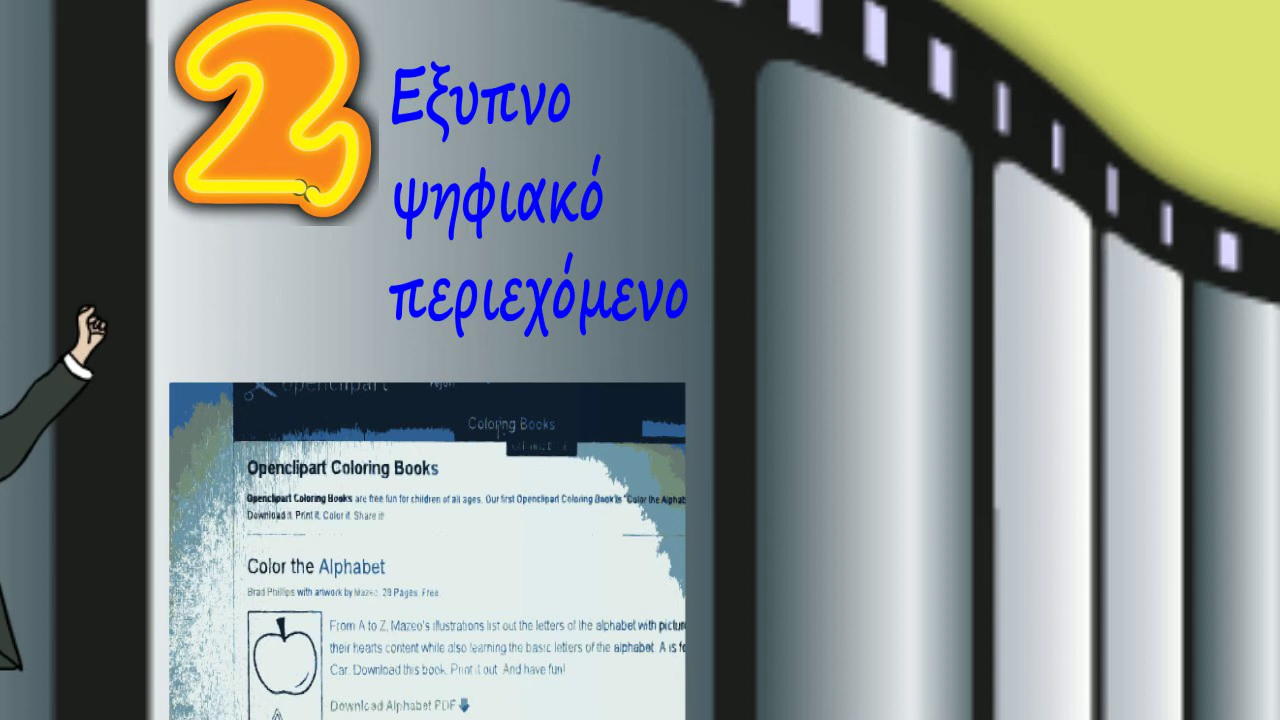 2
Εξυπνο
ψηφιακό
περιεχόμενο
openclipart
Coloring Books
Openclipart Coloring Books
Openclipart Coloring Books are free fun for children of all ages. Our first Openclipart Coloring Book is "Color the Alphab
Download it. Print it. Color it. Share it!
Color the Alphabet
Brad Phillips with artwork by Mazeo. 28 Pages. Free.
From A to Z, Mazeo's illustrations list out the letters of the alphabet with pictur
their hearts content while also learning the basic letters of the alphabet. A is fo
Car. Download this book. Print it out. And have fun!
Download Alphabet PDF